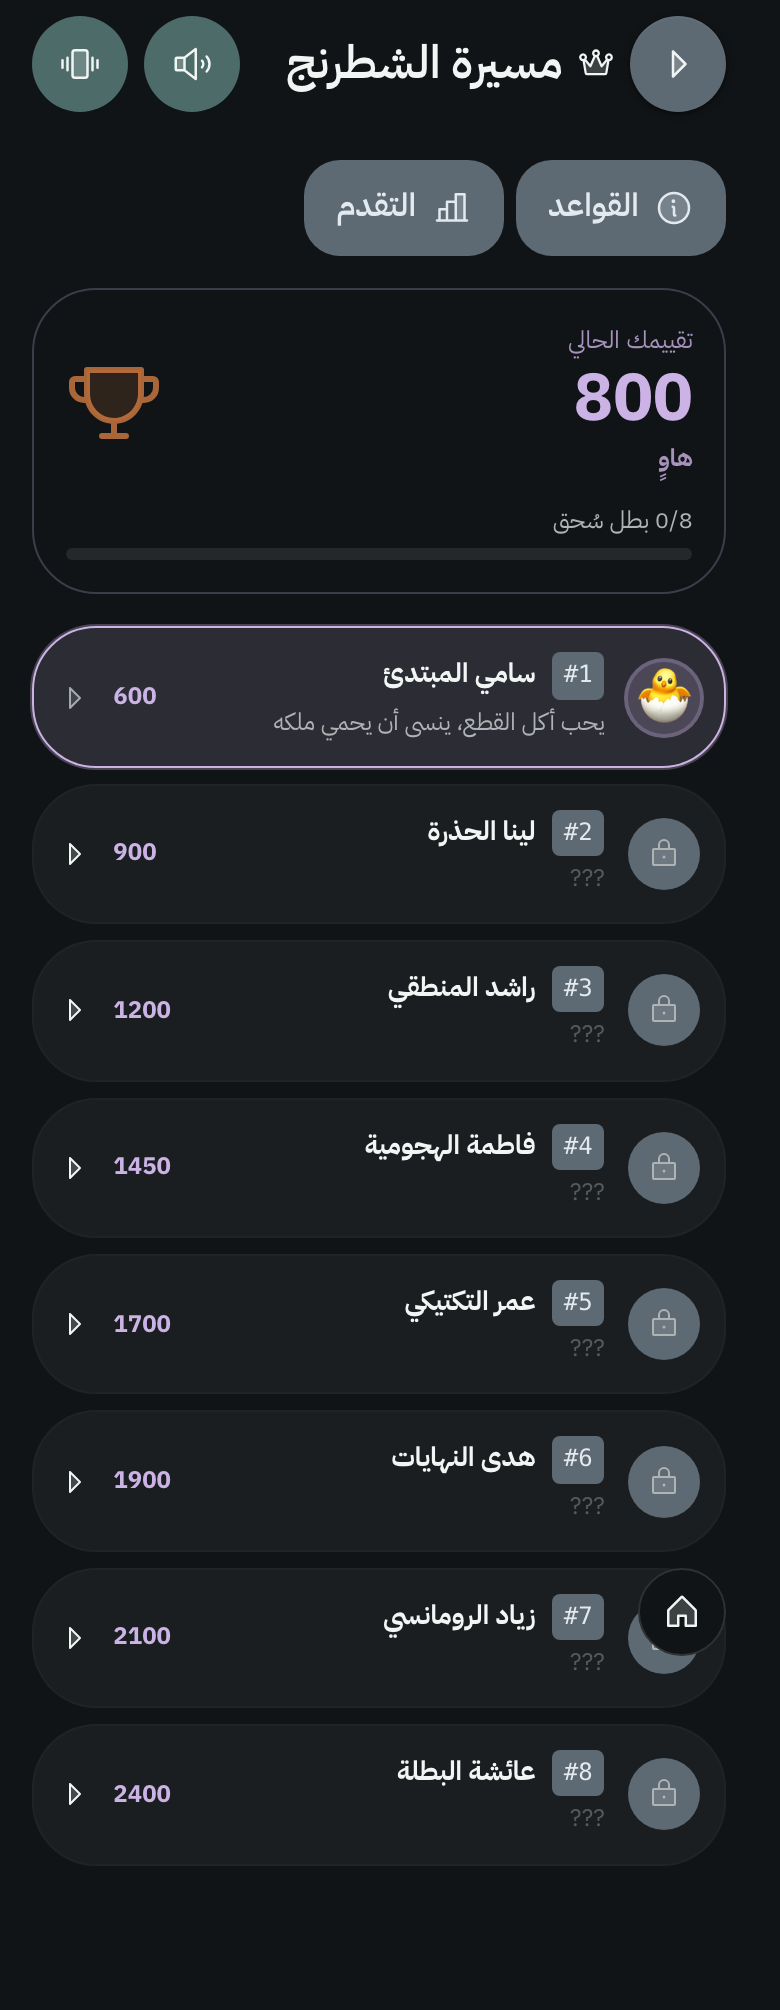 مسيرة الشطرنج
القواعد
التقدم
تقييمك الحالي
800
هاوٍ
0/8 بطل سُحق
#1 سامي المبتدئ
يحب أكل القطع، ينسى أن يحمي ملكه
600
#2 لينا الحذرة
???
900
#3 راشد المنطقي
???
1200
#4 فاطمة الهجومية
???
1450
#5 عمر التكتيكي
???
1700
#6 هدى النهايات
???
1900
#7 زياد الرومانسي
???
2100
#8 عائشة البطلة
???
2400